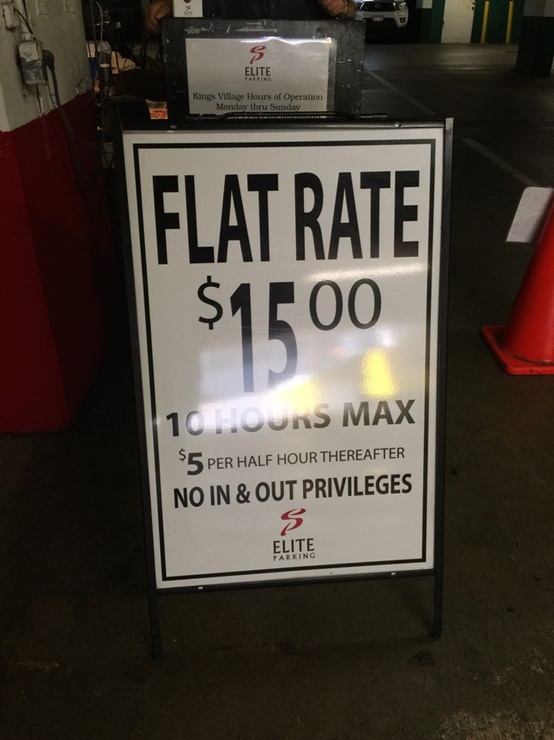 ELITE
PARKING
Kings Village Hours of Operation
Monday thru Sunday
FLAT RATE
$15 00
10 HOURS MAX
$5 PER HALF HOUR THEREAFTER
NO IN & OUT PRIVILEGES
ELITE
PARKING